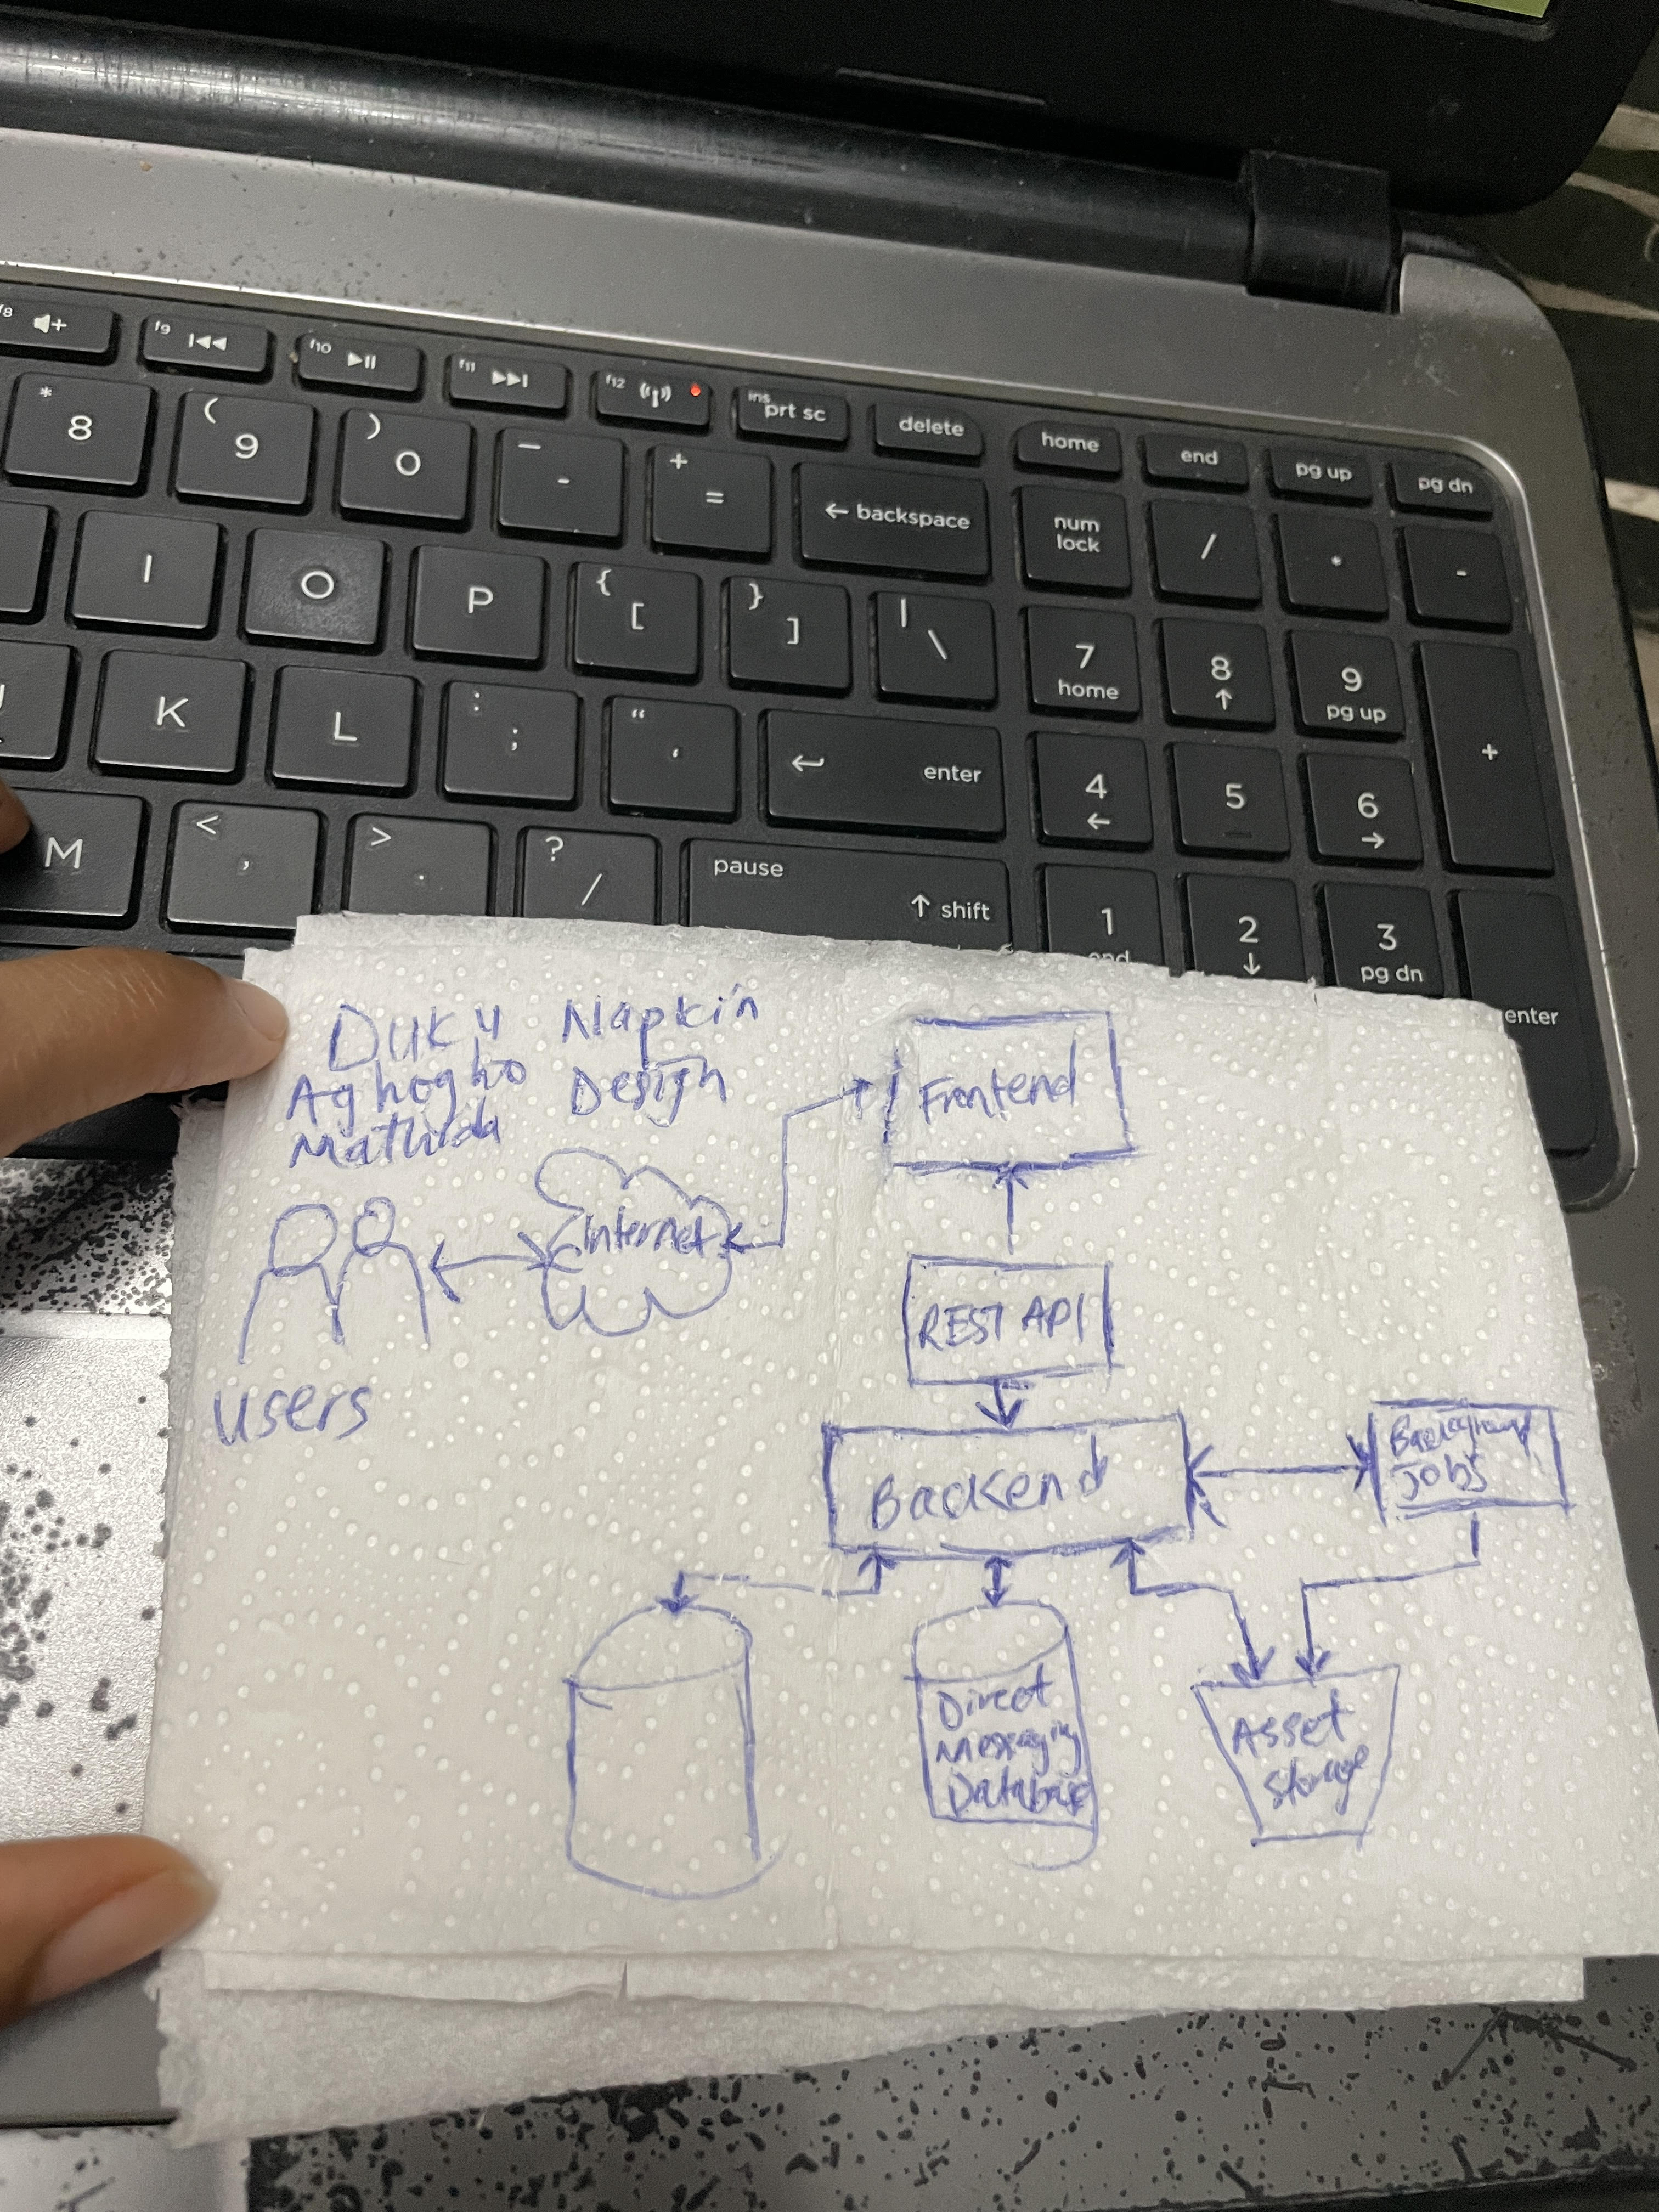 f8
f9
f10
f11
f12
ins
prt sc
delete
home
end
pg up
pg dn
*
8
(
9
)
0
_
-
+
=
← backspace
num
lock
/
*
-
I
O
P
{
[
}
]
|
\
7
home
8
↑
9
pg up
+
K
L
:
;
“
‘
↵ enter
4
←
5
6
→
M
<
,
>
.
?
/
pause
↑ shift
1
end
2
↓
3
pg dn
enter
Napkin
Design
Aghogho
Frontend
Internet
REST API
users
Background
Jobs
Backend
Direct
Messaging
Database
Asset
Storage